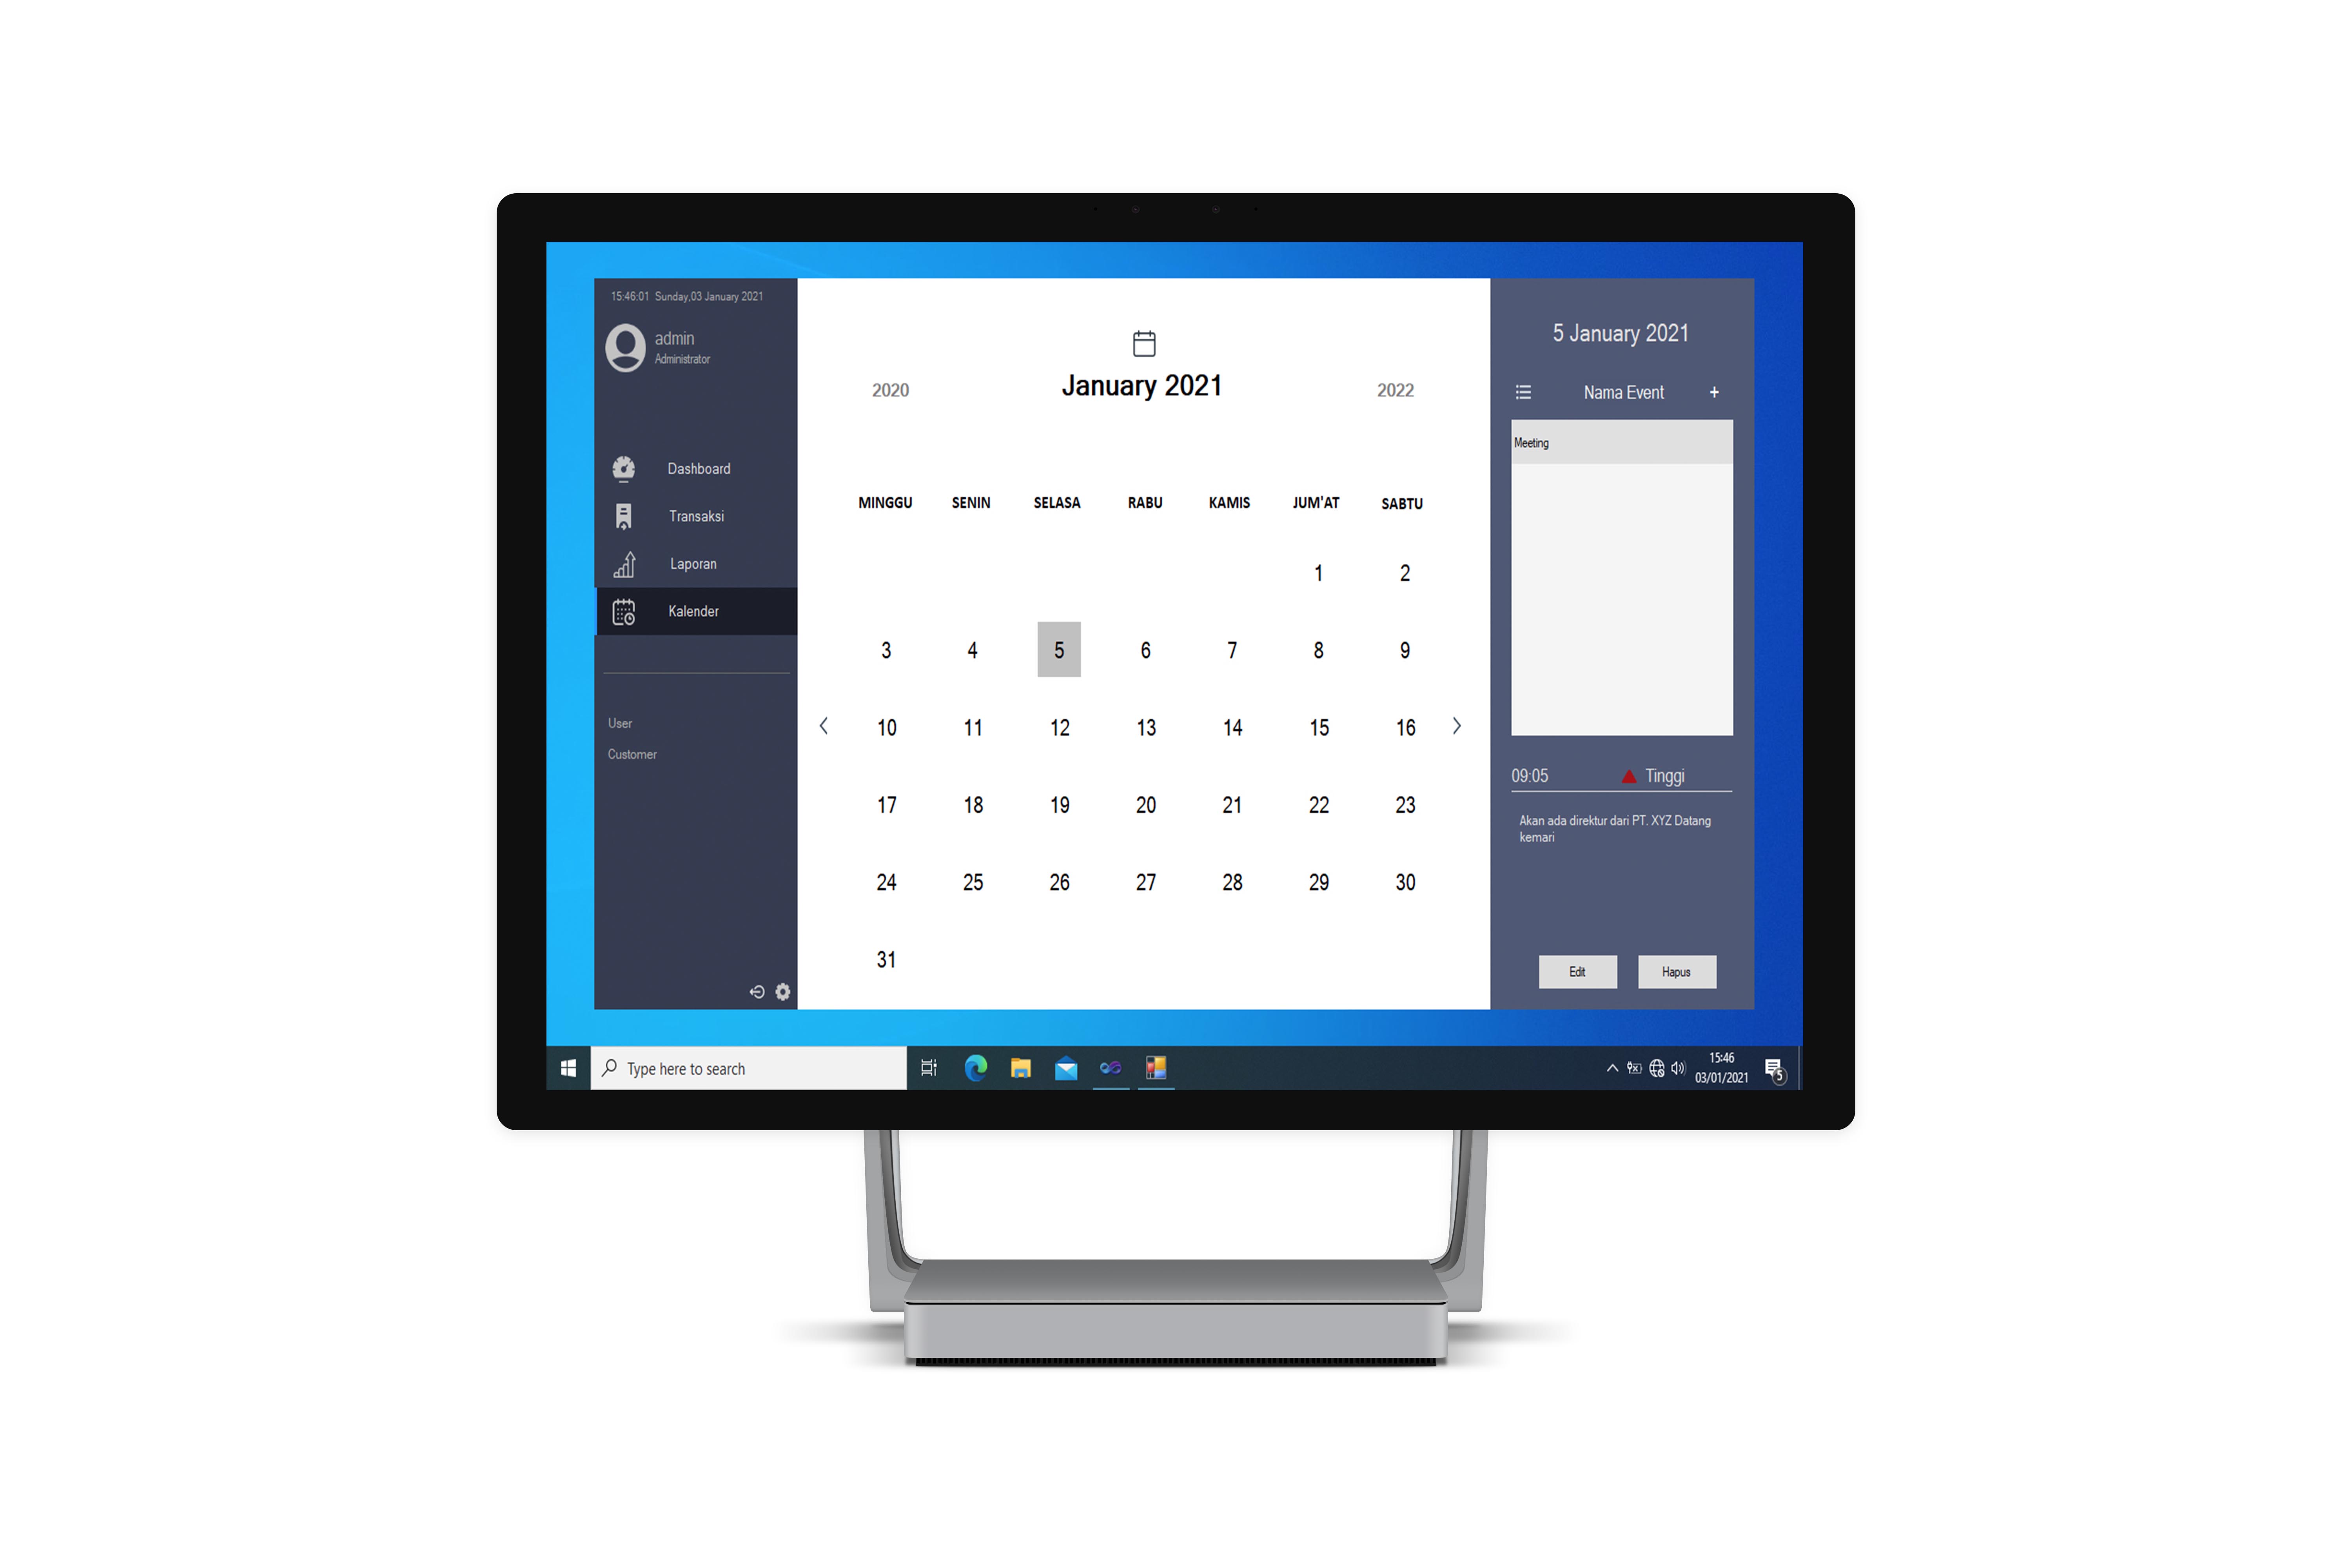 15:46:01 Sunday,03 January 2021
admin
Administrator
Dashboard
Transaksi
Laporan
Kalender
User
Customer
January 2021
2020
2022
MINGGU SENIN SELASA RABU KAMIS JUM'AT SABTU
1 2
3 4 5 6 7 8 9
10 11 12 13 14 15 16
17 18 19 20 21 22 23
24 25 26 27 28 29 30
31
5 January 2021
Nama Event +
Meeting
09:05 Tinggi
Akan ada direktur dari PT. XYZ Datang
kemari
Edit Hapus
Type here to search
15:46
03/01/2021
5